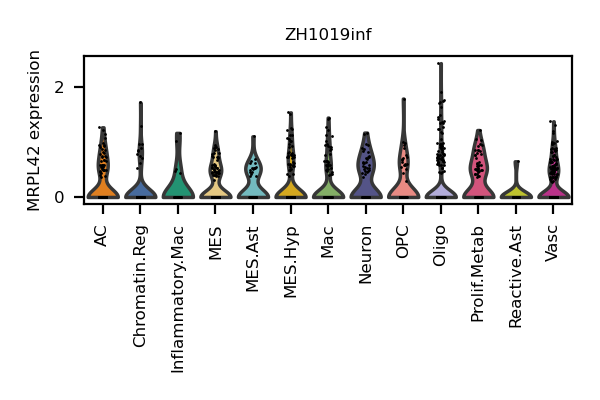 ZH1019inf
MRPL42 expression
2
0
AC
Chromatin.Reg
Inflammatory.Mac
MES
MES.Ast
MES.Hyp
Mac
Neuron
OPC
Oligo
Prolif.Metab
Reactive.Ast
Vasc